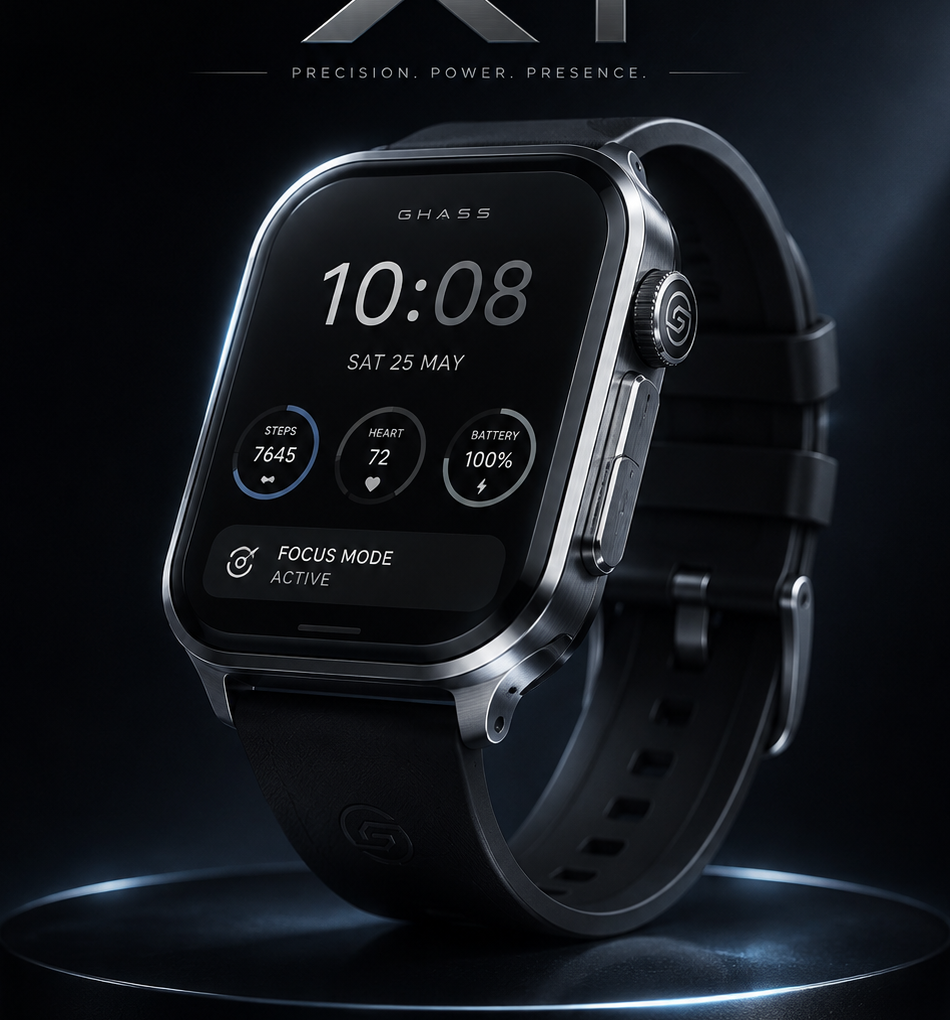 PRECISION. POWER. PRESENCE.
GHASS
10:08
SAT 25 MAY
STEPS
7645
HEART
72
BATTERY
100%
FOCUS MODE
ACTIVE